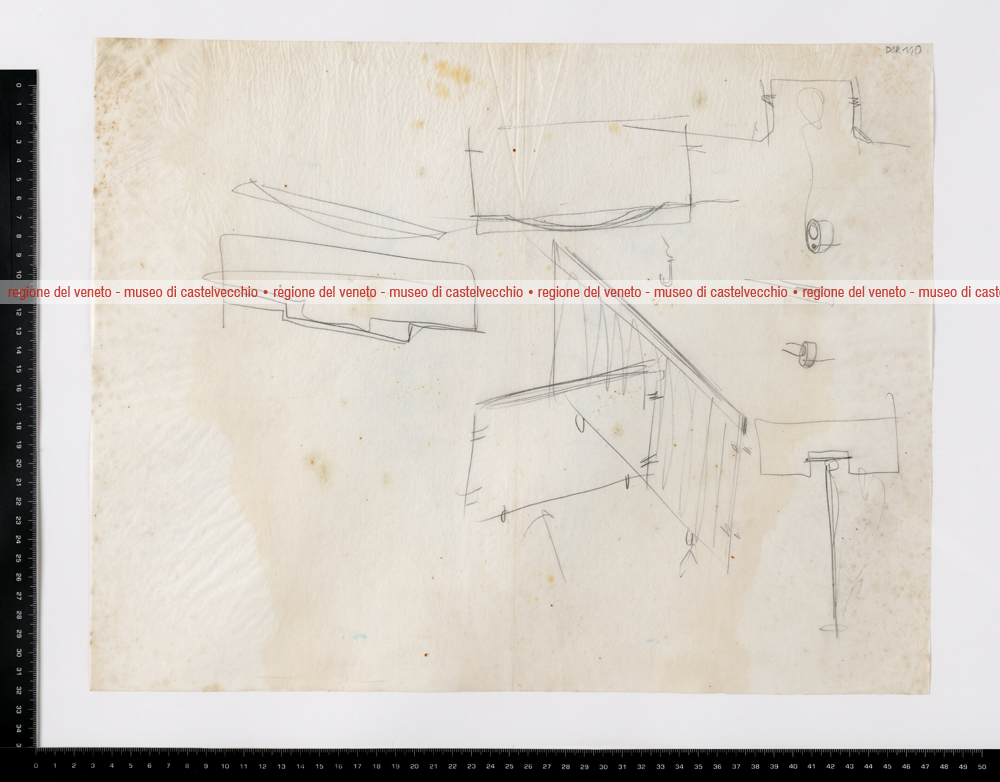 regione del veneto - museo di castelvecchio • regione del veneto - museo di castelvecchio • regione del veneto - museo di castelvecchio • regione del veneto - museo di cast
0 1 2 3 4 5 6 7 8 9 10 11 12 13 14 15 16 17 18 19 20 21 22 23 24 25 26 27 28 29 30 31 32 33 34
0 1 2 3 4 5 6 7 8 9 10 11 12 13 14 15 16 17 18 19 20 21 22 23 24 25 26 27 28 29 30 31 32 33 34 35 36 37 38 39 40 41 42 43 44 45 46 47 48 49 50